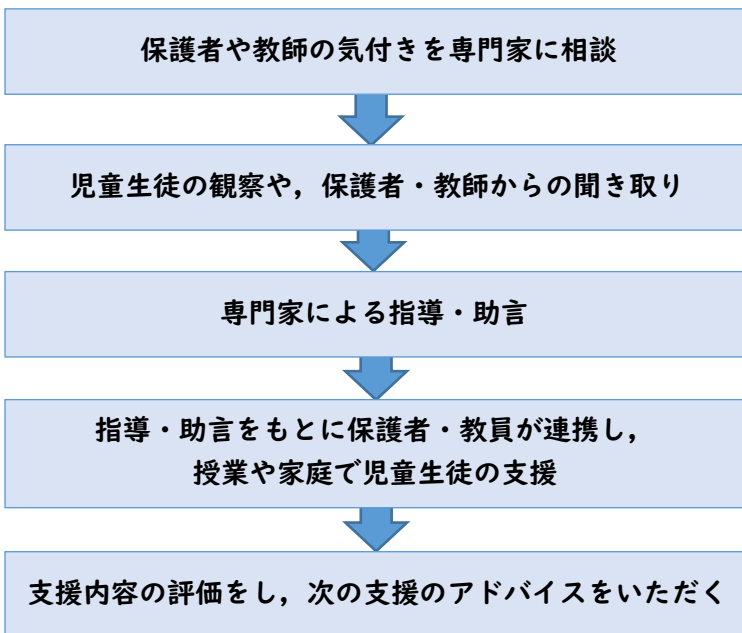 保護者や教師の気付きを専門家に相談
児童生徒の観察や，保護者・教師からの聞き取り
専門家による指導・助言
指導・助言をもとに保護者・教員が連携し，
授業や家庭で児童生徒の支援
支援内容の評価をし，次の支援のアドバイスをいただく